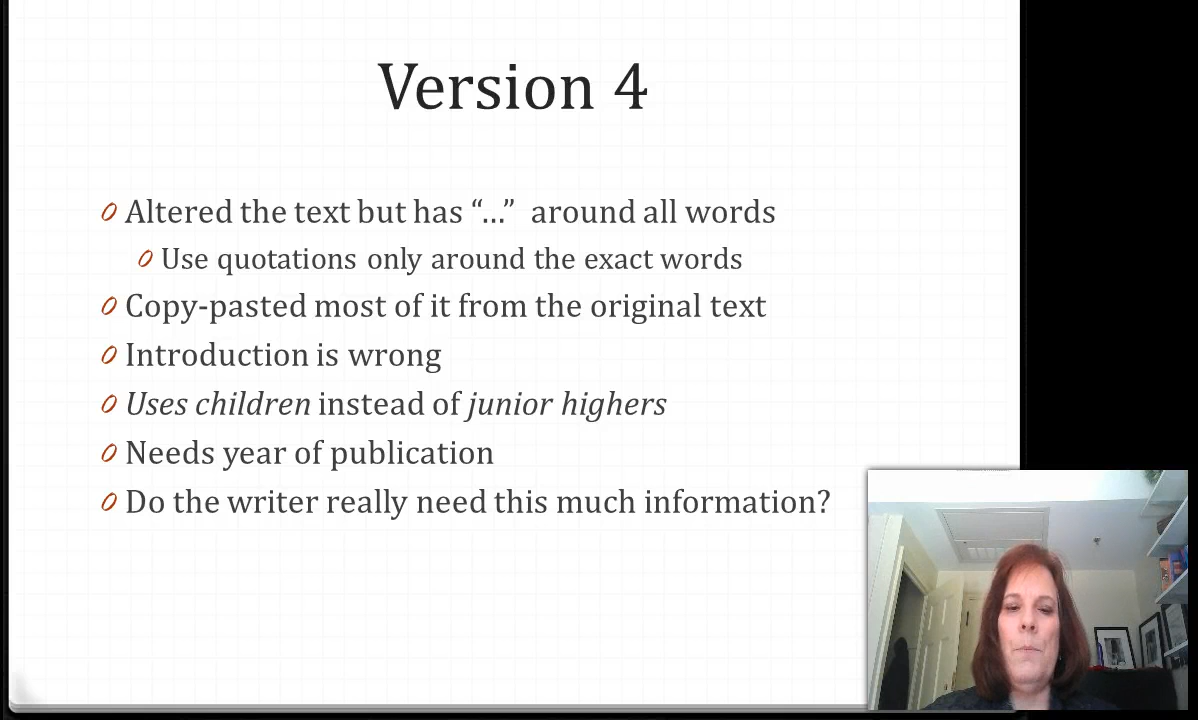 Version 4
Altered the text but has “…” around all words
Use quotations only around the exact words
Copy-pasted most of it from the original text
Introduction is wrong
Uses children instead of junior highers
Needs year of publication
Do the writer really need this much information?